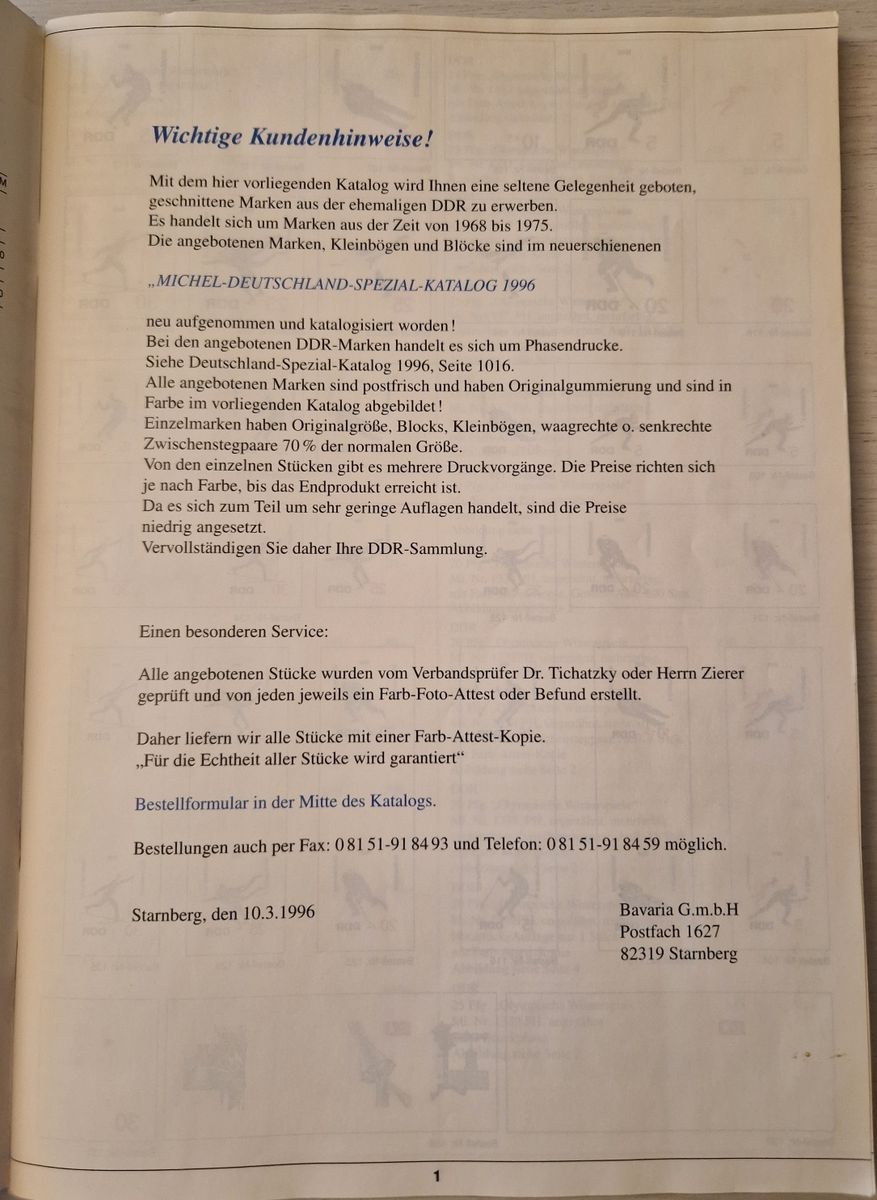 Wichtige Kundenhinweise!
Mit dem hier vorliegenden Katalog wird Ihnen eine seltene Gelegenheit geboten,
geschnittene Marken aus der ehemaligen DDR zu erwerben.
Es handelt sich um Marken aus der Zeit von 1968 bis 1975.
Die angebotenen Marken, Kleinbögen und Blöcke sind im neuerschienenen
„MICHEL-DEUTSCHLAND-SPEZIAL-KATALOG 1996
neu aufgenommen und katalogisiert worden!
Bei den angebotenen DDR-Marken handelt es sich um Phasendrucke.
Siehe Deutschland-Spezial-Katalog 1996, Seite 1016.
Alle angebotenen Marken sind postfrisch und haben Originalgummierung und sind in
Farbe im vorliegenden Katalog abgebildet!
Einzelmarken haben Originalgröße, Blocks, Kleinbögen, waagrechte o. senkrechte
Zwischenstegpaare 70 % der normalen Größe.
Von den einzelnen Stücken gibt es mehrere Druckvorgänge. Die Preise richten sich
je nach Farbe, bis das Endprodukt erreicht ist.
Da es sich zum Teil um sehr geringe Auflagen handelt, sind die Preise
niedrig angesetzt.
Vervollständigen Sie daher Ihre DDR-Sammlung.
Einen besonderen Service:
Alle angebotenen Stücke wurden vom Verbandsprüfer Dr. Tichatzky oder Herrn Zierer
geprüft und von jeden jeweils ein Farb-Foto-Attest oder Befund erstellt.
Daher liefern wir alle Stücke mit einer Farb-Attest-Kopie.
„Für die Echtheit aller Stücke wird garantiert“
Bestellformular in der Mitte des Katalogs.
Bestellungen auch per Fax: 0 81 51-91 84 93 und Telefon: 0 81 51-91 84 59 möglich.
Starnberg, den 10.3.1996
Bavaria G.m.b.H
Postfach 1627
82319 Starnberg
1